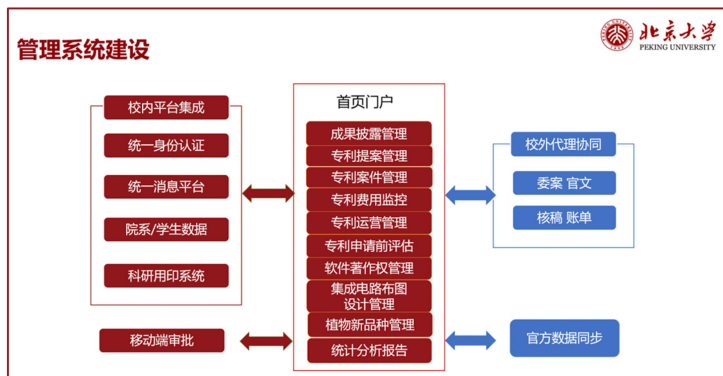 管理系统建设
北京大学
PEKING UNIVERSITY
校内平台集成
统一身份认证
统一消息平台
院系/学生数据
科研用印系统
移动端审批
首页门户
成果披露管理
专利提案管理
专利案件管理
专利费用监控
专利运营管理
专利申请前评估
软件著作权管理
集成电路布图
设计管理
植物新品种管理
统计分析报告
校外代理协同
委案 官文
核稿 账单
官方数据同步